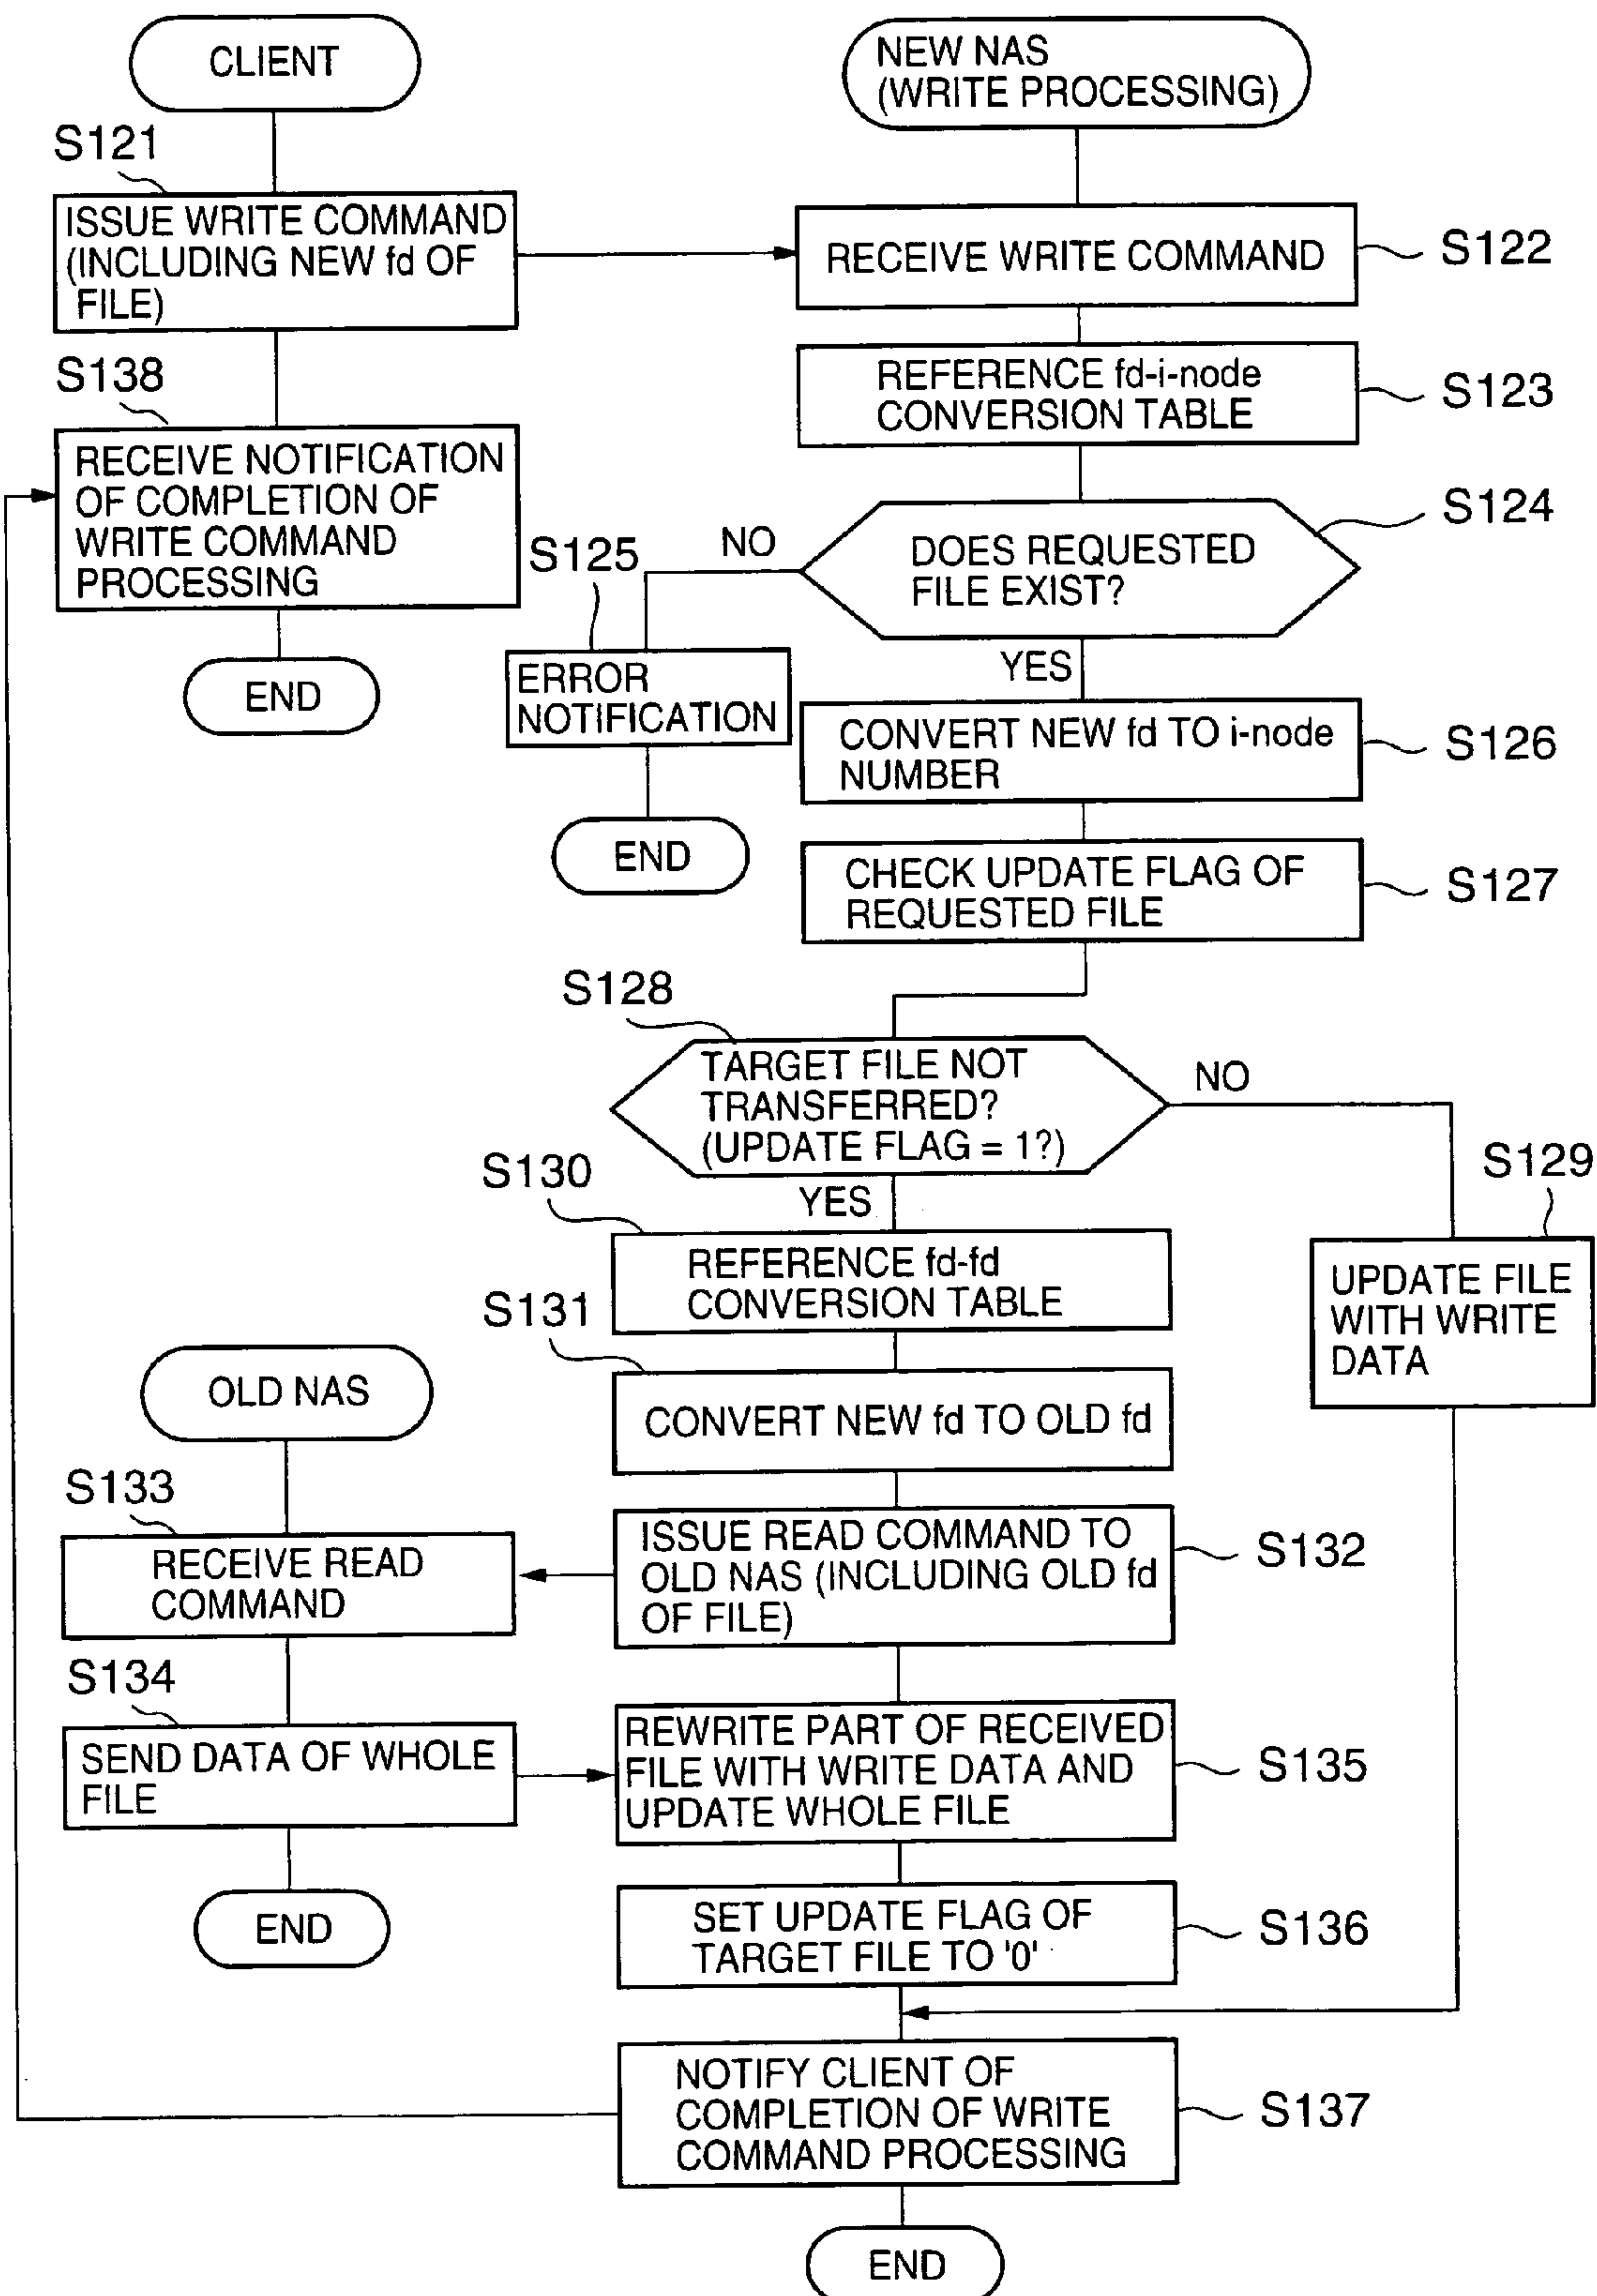 CLIENT
NEW NAS
(WRITE PROCESSING)
S121
ISSUE WRITE COMMAND
(INCLUDING NEW fd OF
FILE)
RECEIVE WRITE COMMAND
S122
S138
RECEIVE NOTIFICATION
OF COMPLETION OF
WRITE COMMAND
PROCESSING
END
REFERENCE fd-i-node
CONVERSION TABLE
S123
S124
DOES REQUESTED
FILE EXIST?
NO
S125
ERROR
NOTIFICATION
END
YES
CONVERT NEW fd TO i-node
NUMBER
S126
CHECK UPDATE FLAG OF
REQUESTED FILE
S127
S128
TARGET FILE NOT
TRANSFERRED?
(UPDATE FLAG = 1?)
NO
S129
UPDATE FILE
WITH WRITE
DATA
YES
S130
REFERENCE fd-fd
CONVERSION TABLE
S131
CONVERT NEW fd TO OLD fd
OLD NAS
S133
RECEIVE READ
COMMAND
ISSUE READ COMMAND TO
OLD NAS (INCLUDING OLD fd
OF FILE)
S132
S134
SEND DATA OF WHOLE
FILE
END
REWRITE PART OF RECEIVED
FILE WITH WRITE DATA AND
UPDATE WHOLE FILE
S135
SET UPDATE FLAG OF
TARGET FILE TO '0'
S136
NOTIFY CLIENT OF
COMPLETION OF WRITE
COMMAND PROCESSING
S137
END